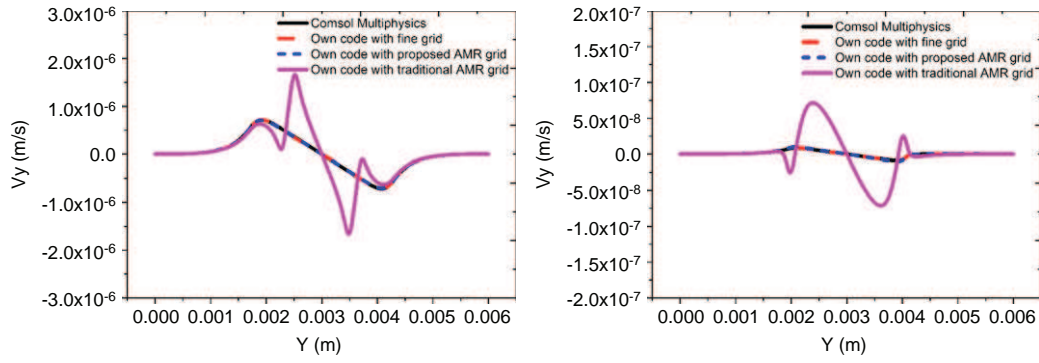 3.0x10⁻⁶
2.0x10⁻⁶
1.0x10⁻⁶
0.0
-1.0x10⁻⁶
-2.0x10⁻⁶
-3.0x10⁻⁶
Vy (m/s)
Comsol Multiphysics
Own code with fine grid
Own code with proposed AMR grid
Own code with traditional AMR grid
0.000 0.001 0.002 0.003 0.004 0.005 0.006
Y (m)
2.0x10⁻⁷
1.5x10⁻⁷
1.0x10⁻⁷
5.0x10⁻⁸
0.0
-5.0x10⁻⁸
-1.0x10⁻⁷
-1.5x10⁻⁷
-2.0x10⁻⁷
Vy (m/s)
Comsol Multiphysics
Own code with fine grid
Own code with proposed AMR grid
Own code with traditional AMR grid
0.000 0.001 0.002 0.003 0.004 0.005 0.006
Y (m)